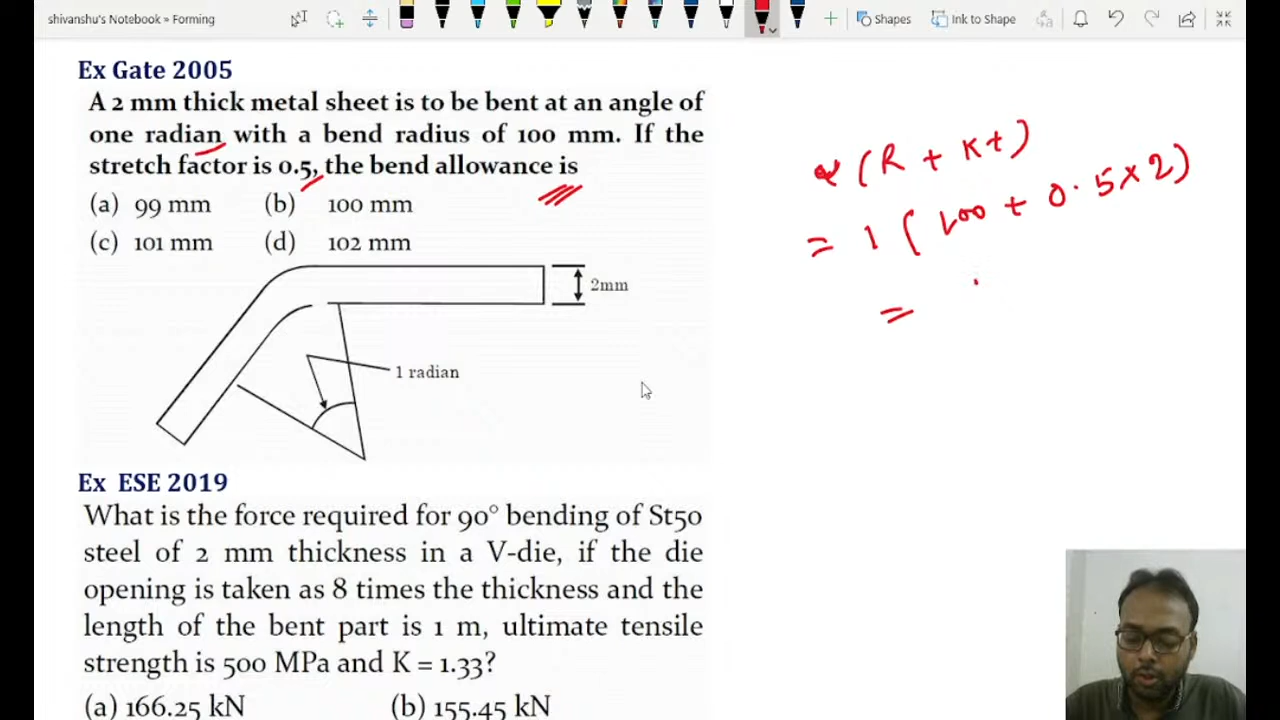 shivanshu's Notebook » Forming
Shapes
Ink to Shape
Ex Gate 2005
A 2 mm thick metal sheet is to be bent at an angle of
one radian with a bend radius of 100 mm. If the
stretch factor is 0.5, the bend allowance is
(a) 99 mm (b) 100 mm
(c) 101 mm (d) 102 mm
2mm
1 radian
α (R + Kt)
= 1 (100 + 0.5 × 2)
=
Ex ESE 2019
What is the force required for 90° bending of St50
steel of 2 mm thickness in a V-die, if the die
opening is taken as 8 times the thickness and the
length of the bent part is 1 m, ultimate tensile
strength is 500 MPa and K = 1.33?
(a) 166.25 kN (b) 155.45 kN